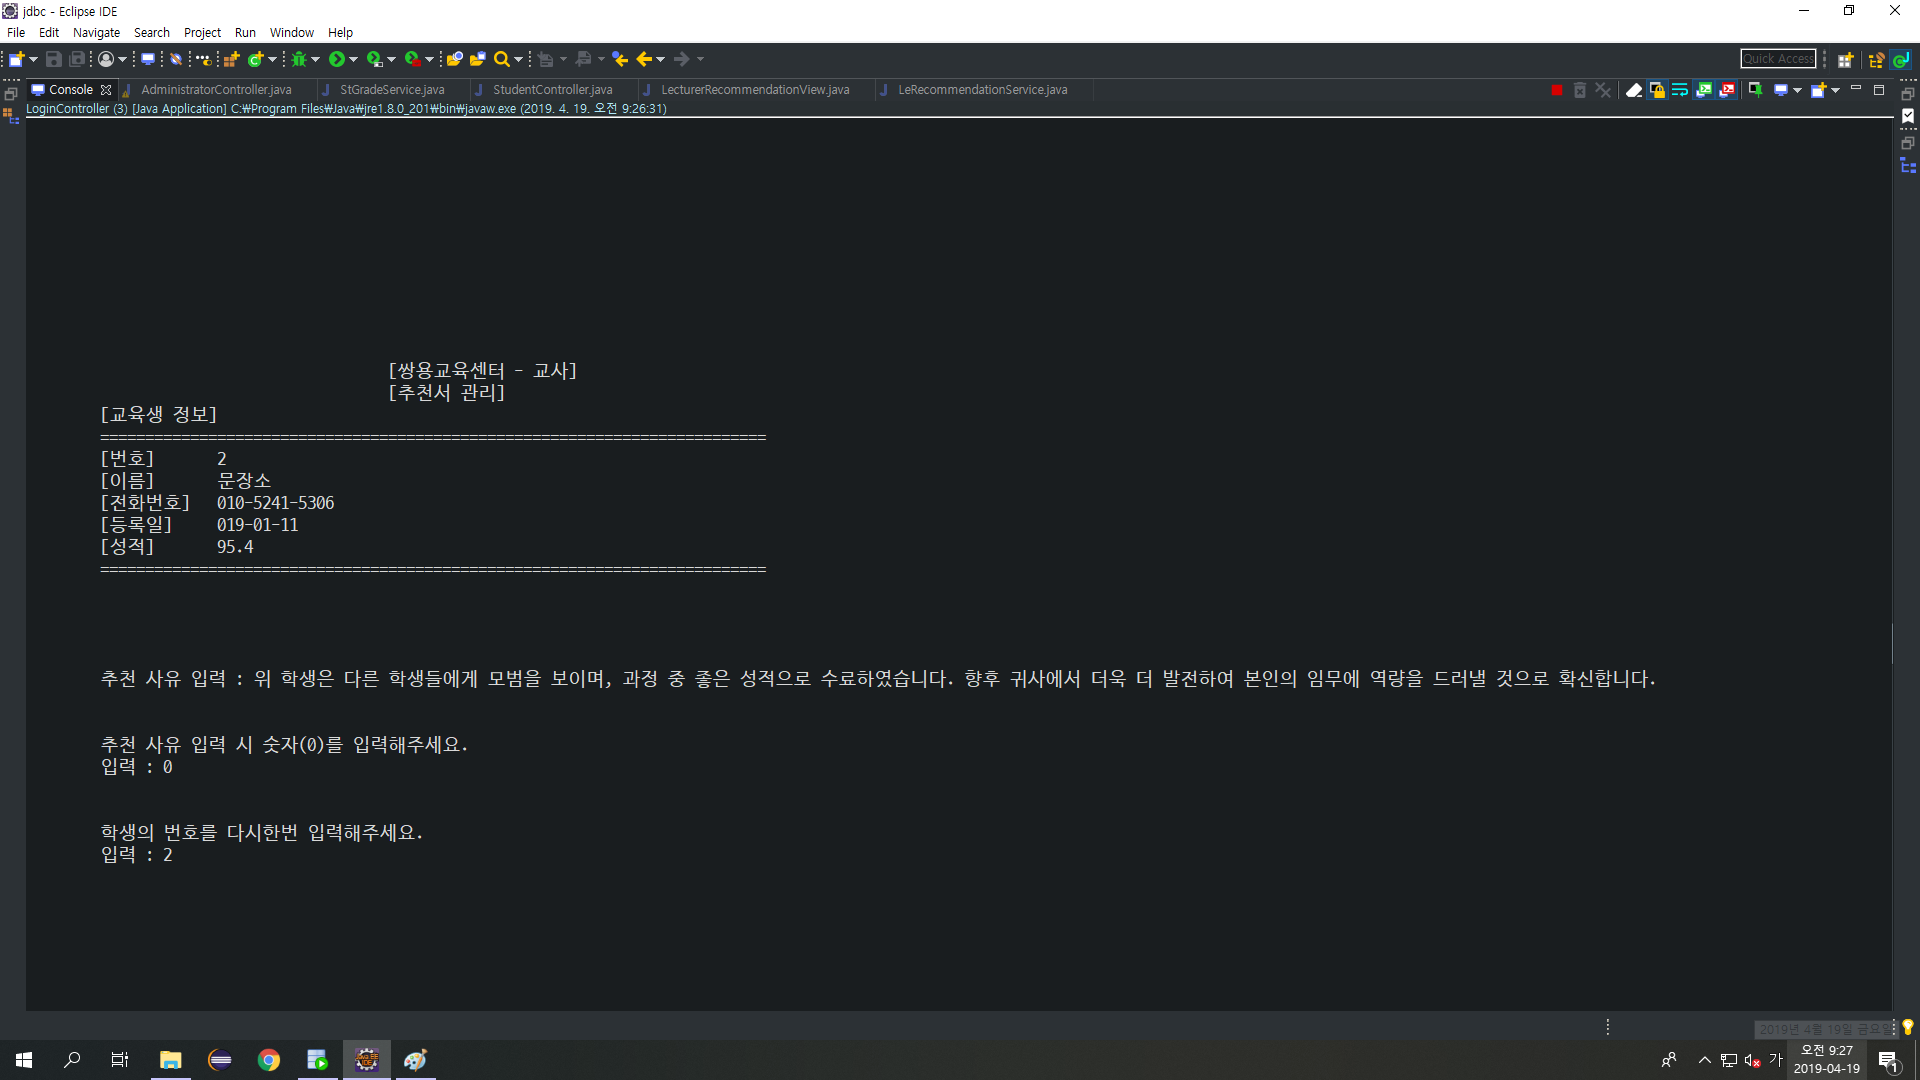 jdbc - Eclipse IDE
File Edit Navigate Search Project Run Window Help
Quick Access
Console AdministratorController.java StGradeService.java StudentController.java LecturerRecommendationView.java LeRecommendationService.java
LoginController (3) [Java Application] C:₩Program Files₩Java₩jre1.8.0_201₩bin₩javaw.exe (2019. 4. 19. 오전 9:26:31)
[쌍용교육센터 - 교사]
[추천서 관리]
[교육생 정보]
==========================================================================
[번호] 2
[이름] 문장소
[전화번호] 010-5241-5306
[등록일] 019-01-11
[성적] 95.4
==========================================================================
추천 사유 입력 : 위 학생은 다른 학생들에게 모범을 보이며, 과정 중 좋은 성적으로 수료하였습니다. 향후 귀사에서 더욱 더 발전하여 본인의 임무에 역량을 드러낼 것으로 확신합니다.
추천 사유 입력 시 숫자(0)를 입력해주세요.
입력 : 0
학생의 번호를 다시한번 입력해주세요.
입력 : 2
2019년 4월 19일 금요일
가 오전 9:27
2019-04-19
1